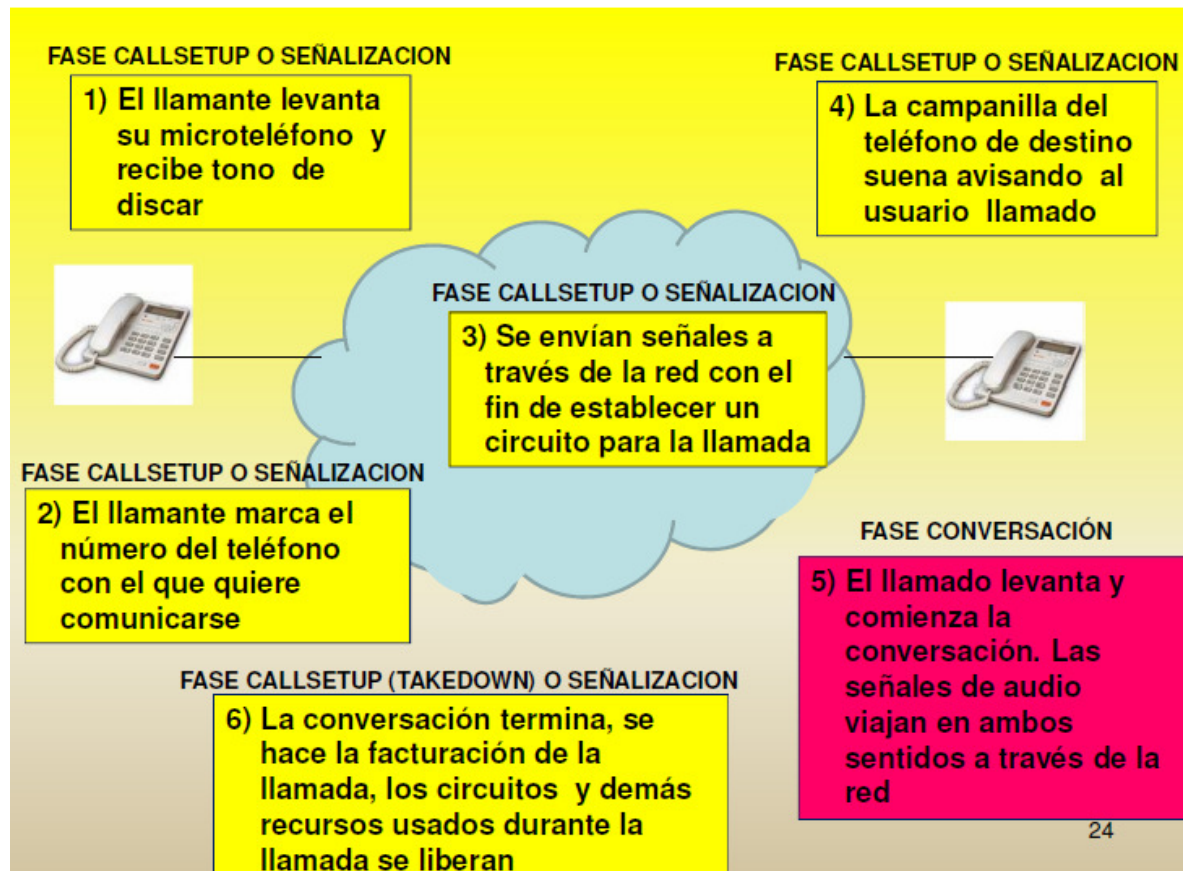 FASE CALLSETUP O SEÑALIZACION
1) El llamante levanta
su microteléfono y
recibe tono de
discar
FASE CALLSETUP O SEÑALIZACION
2) El llamante marca el
número del teléfono
con el que quiere
comunicarse
FASE CALLSETUP O SEÑALIZACION
3) Se envían señales a
través de la red con el
fin de establecer un
circuito para la llamada
FASE CALLSETUP O SEÑALIZACION
4) La campanilla del
teléfono de destino
suena avisando al
usuario llamado
FASE CONVERSACIÓN
5) El llamado levanta y
comienza la
conversación. Las
señales de audio
viajan en ambos
sentidos a través de la
red
FASE CALLSETUP (TAKEDOWN) O SEÑALIZACION
6) La conversación termina, se
hace la facturación de la
llamada, los circuitos y demás
recursos usados durante la
llamada se liberan
24